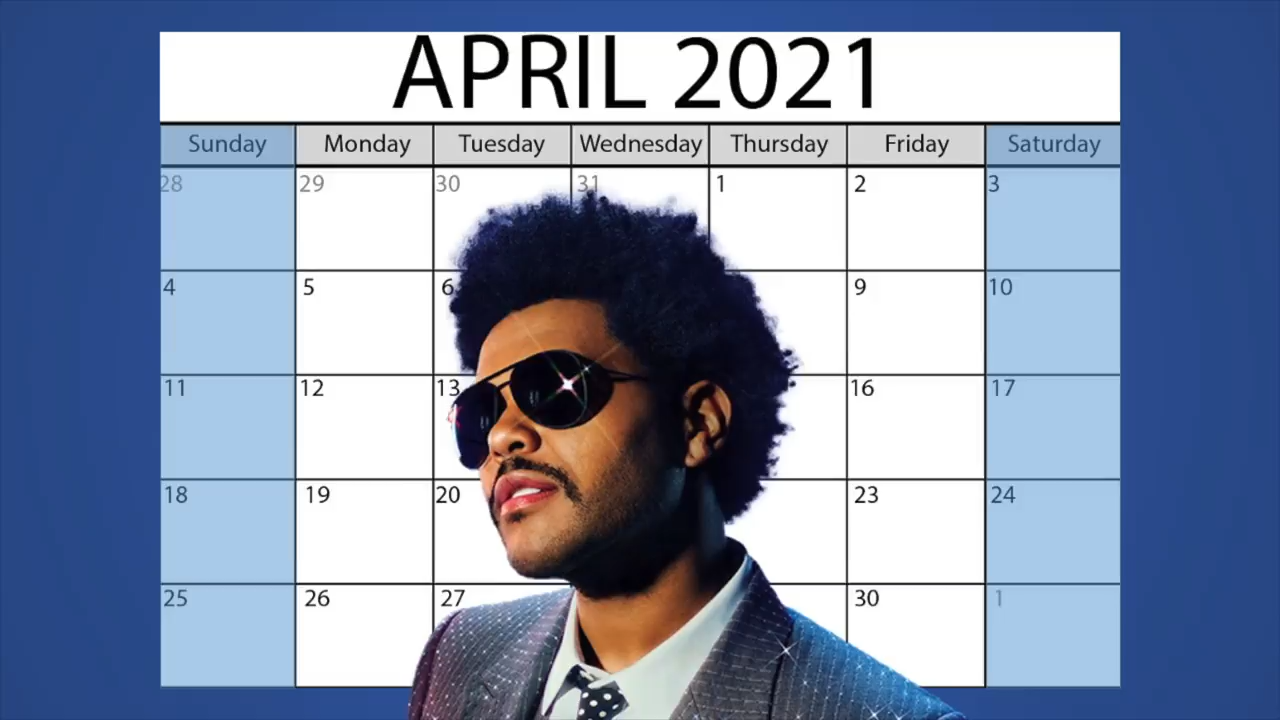 APRIL 2021
Sunday Monday Tuesday Wednesday Thursday Friday Saturday
28 29 30 31 1 2 3
4 5 6 9 10
11 12 13 16 17
18 19 20 23 24
25 26 27 30 1